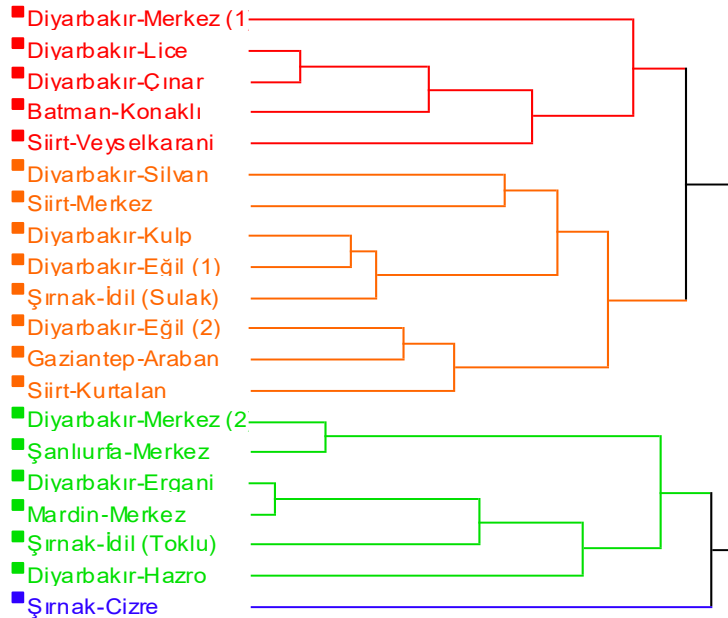 Diyarbakır-Merkez (1
Diyarbakır-Lice
Diyarbakır-Çınar
Batman-Konaklı
Siirt-Veyselkarani
Diyarbakır-Silvan
Siirt-Merkez
Diyarbakır-Kulp
Diyarbakır-Eğil (1)
Şırnak-İdil (Sulak)
Diyarbakır-Eğil (2)
Gaziantep-Araban
Siirt-Kurtalan
Diyarbakır-Merkez (2
Şanlıurfa-Merkez
Diyarbakır-Ergani
Mardin-Merkez
Şırnak-İdil (Toklu)
Diyarbakır-Hazro
Şırnak-Cizre